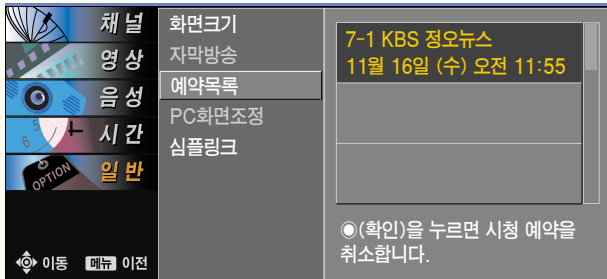 채널
영상
음성
시간
OPTION
일반
이동 메뉴 이전
화면크기
자막방송
예약목록
PC화면조정
심플링크
7-1 KBS 정오뉴스
11월 16일 (수) 오전 11:55
◉(확인)을 누르면 시청 예약을
취소합니다.